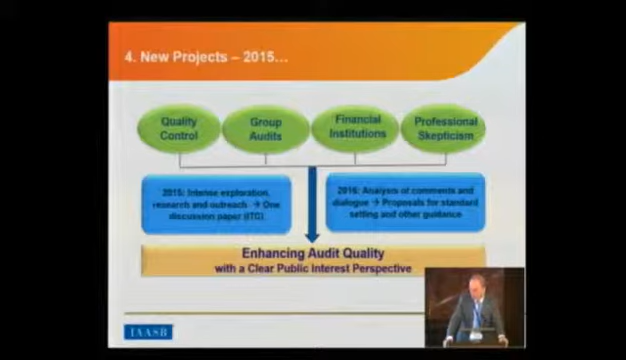 4. New Projects – 2015…
Quality
Control
Group
Audits
Financial
Institutions
Professional
Skepticism
2015: Intense exploration,
research and outreach → One
discussion paper (ITC)
2016: Analysis of comments and
dialogue → Proposals for standard
setting and other guidance
Enhancing Audit Quality
with a Clear Public Interest Perspective
IAASB